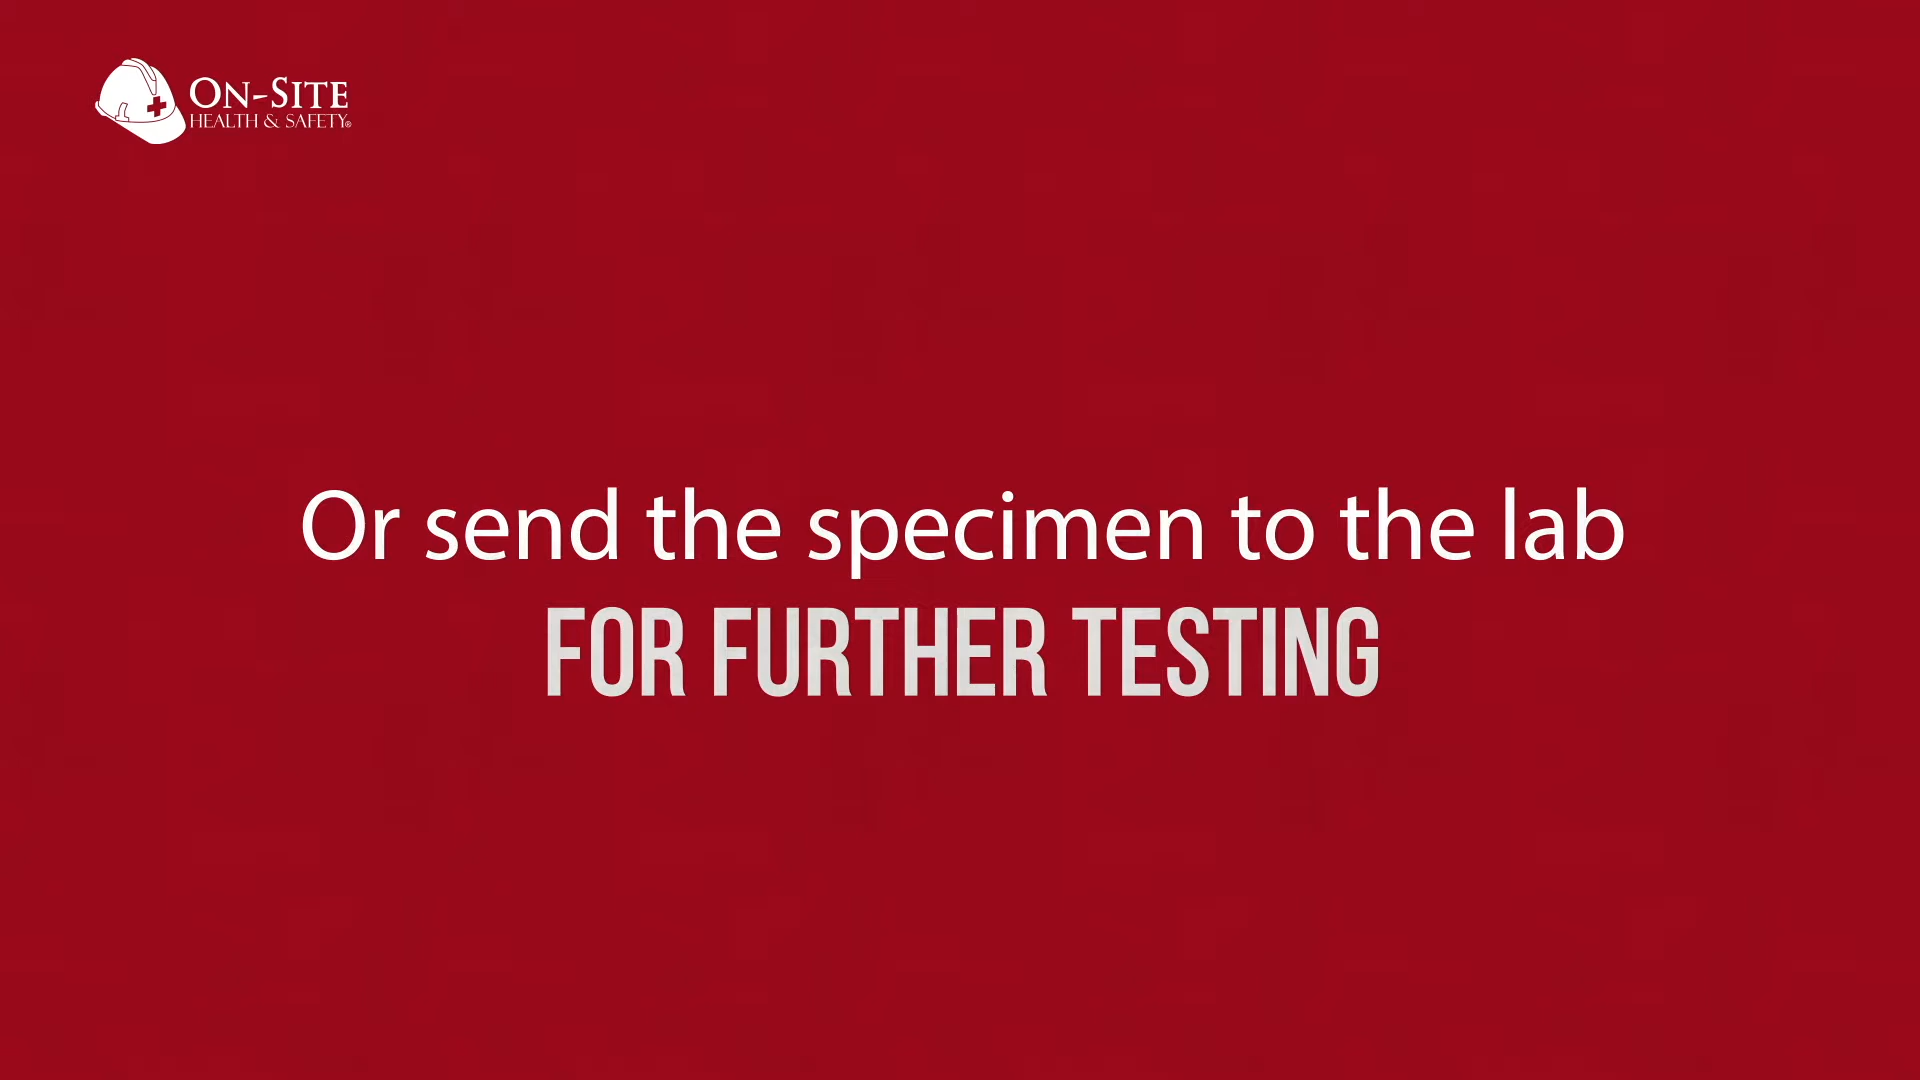 On-Site
Health & Safety®
Or send the specimen to the lab
FOR FURTHER TESTING